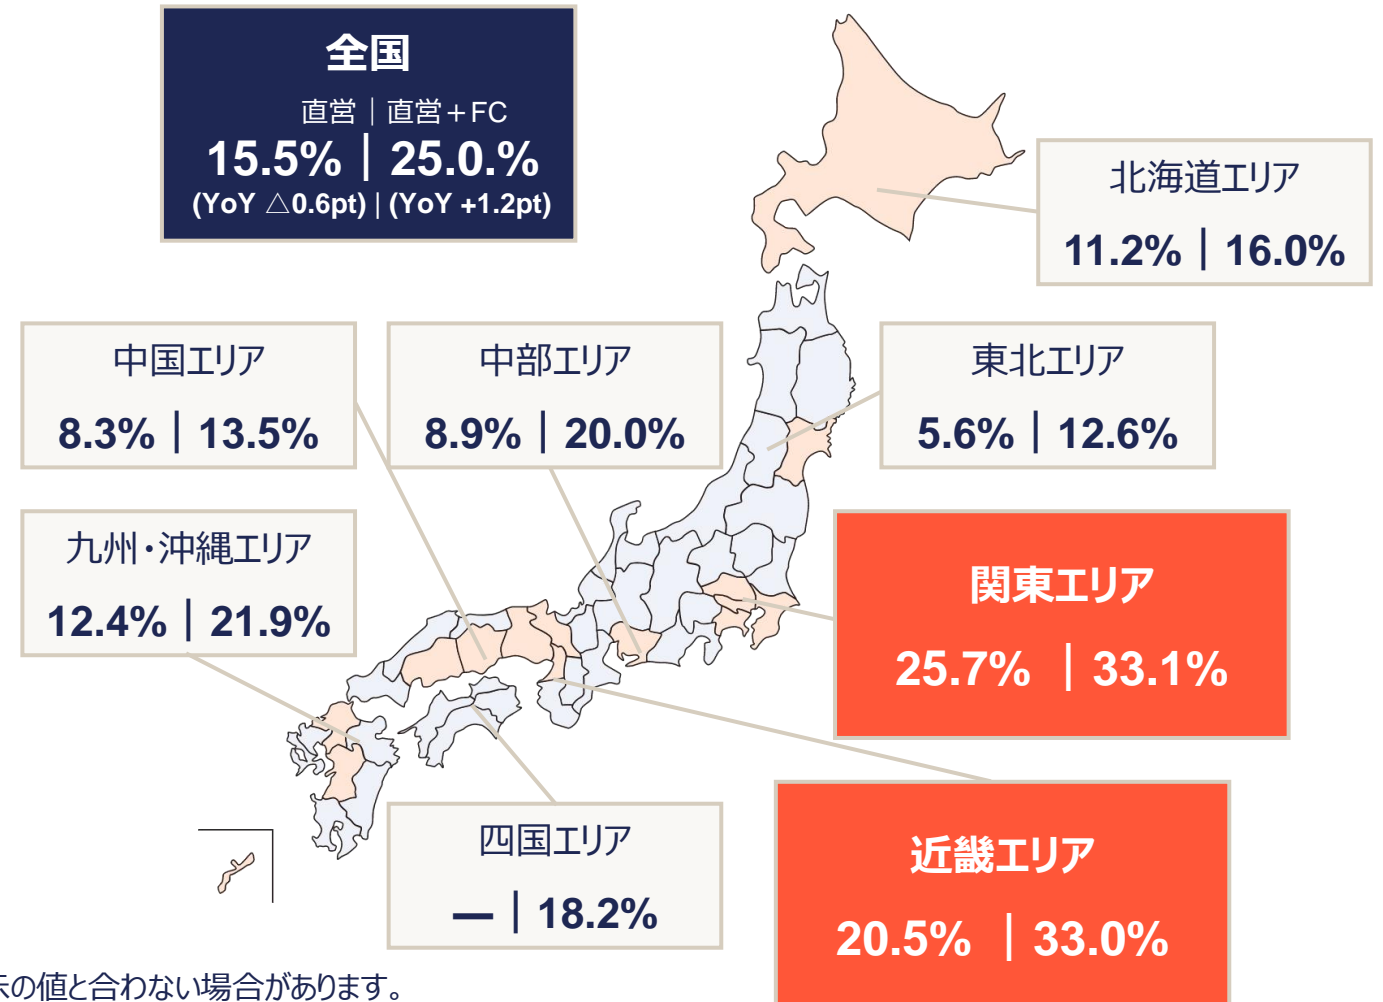 全国
直営｜直営＋FC
15.5%｜25.0.%
(YoY △0.6pt) | (YoY +1.2pt)
北海道エリア
11.2%｜16.0%
中国エリア
8.3%｜13.5%
中部エリア
8.9%｜20.0%
東北エリア
5.6%｜12.6%
九州・沖縄エリア
12.4%｜21.9%
関東エリア
25.7% ｜33.1%
四国エリア
―｜18.2%
近畿エリア
20.5% ｜33.0%
の値と合わない場合があります。